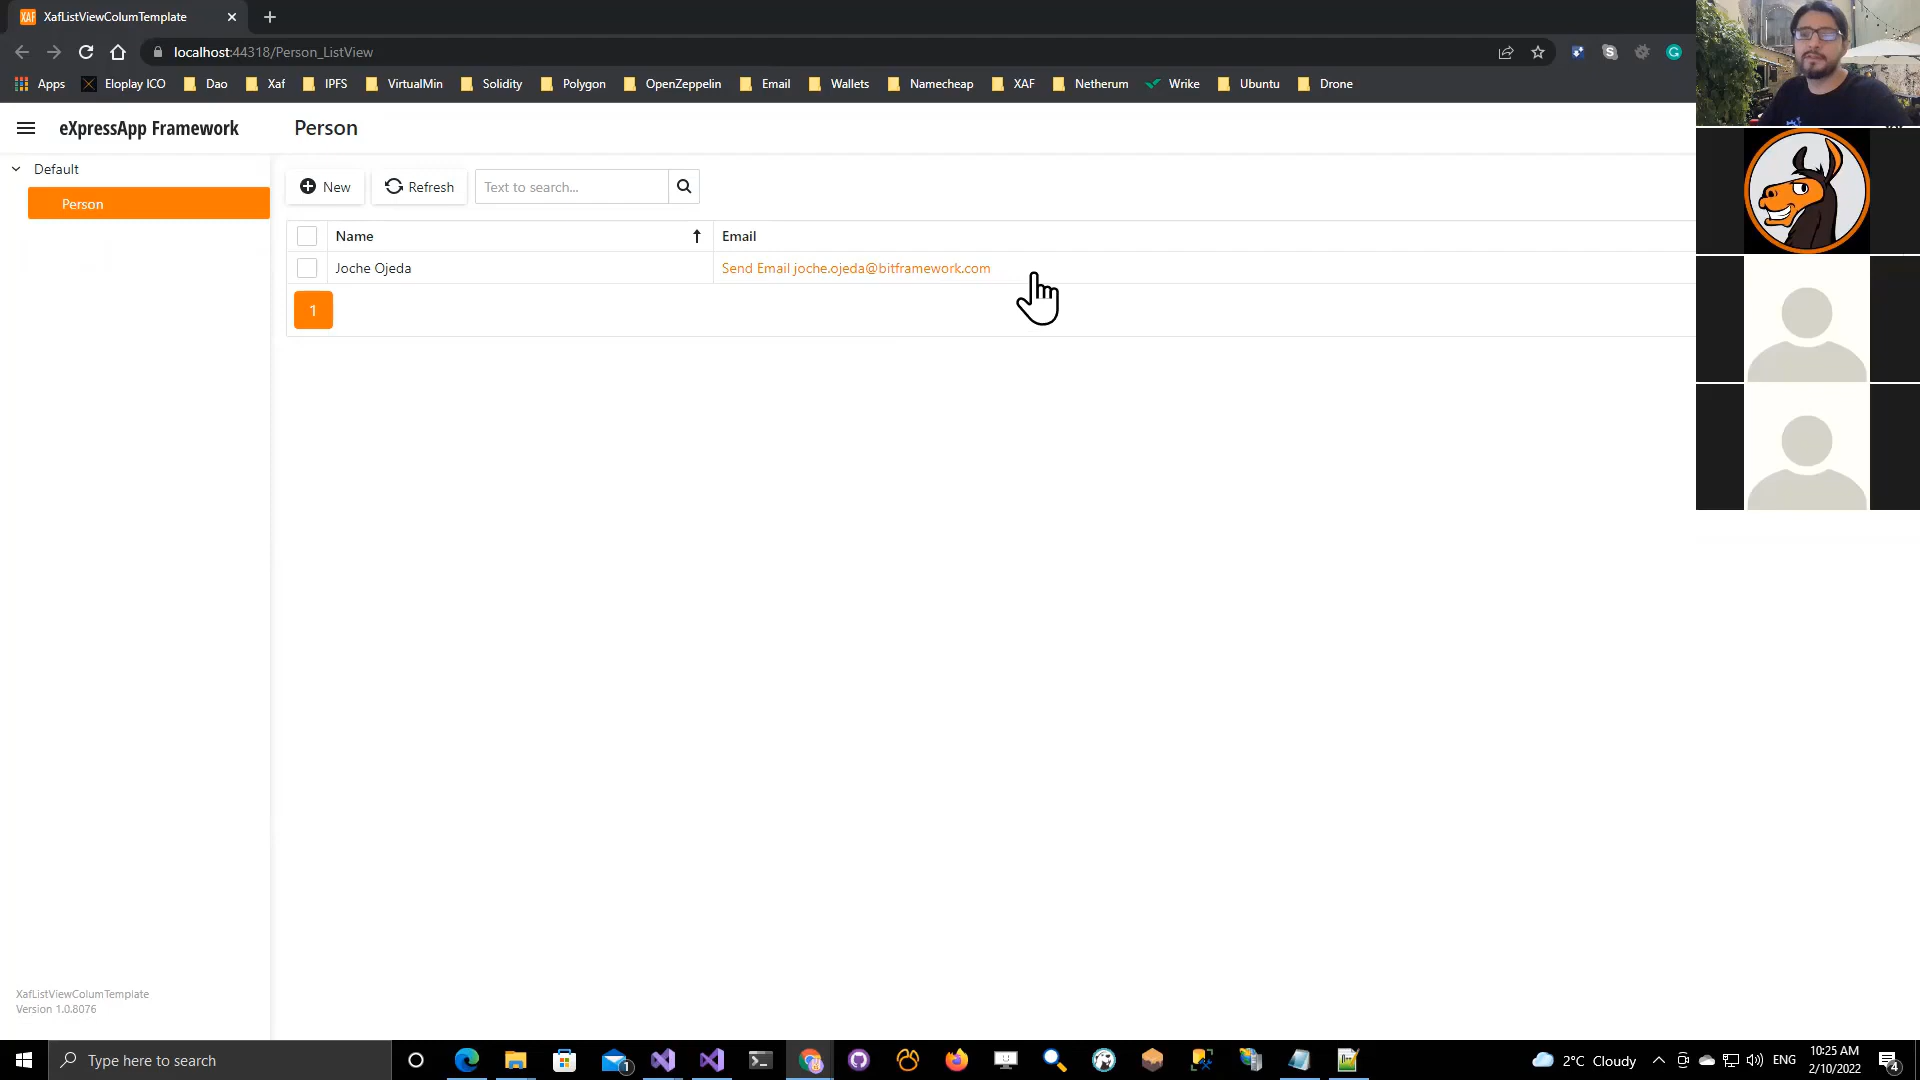 XAF XafListViewColumTemplate
localhost:44318/Person_ListView
Apps Eloplay ICO Dao Xaf IPFS VirtualMin Solidity Polygon OpenZeppelin Email Wallets Namecheap XAF Netherum Wrike Ubuntu Drone
eXpressApp Framework Person
Default
Person
New Refresh Text to search...
Name Email
Joche Ojeda Send Email joche.ojeda@bitframework.com
1
XafListViewColumTemplate
Version 1.0.8076
Type here to search
1
2°C Cloudy
ENG
10:25 AM
2/10/2022
4